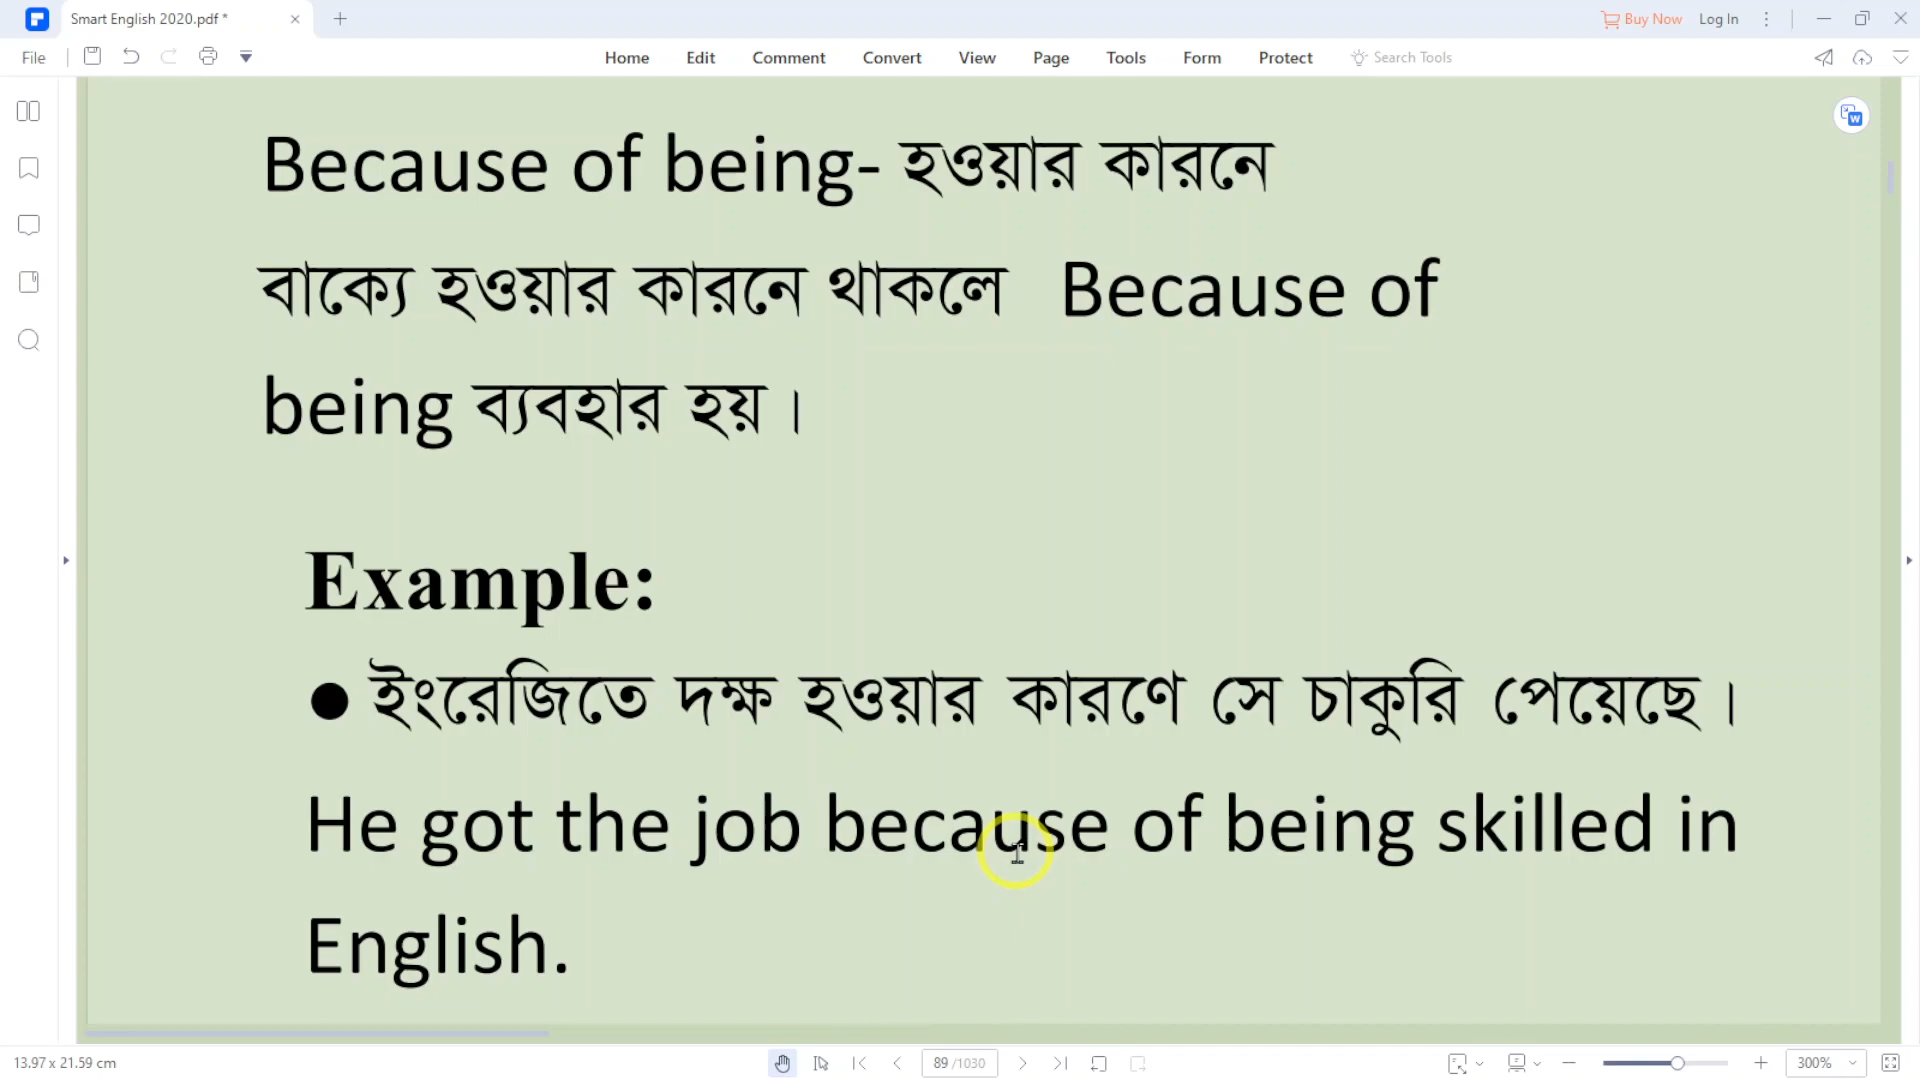 Smart English 2020.pdf *
Buy Now Log In
File Home Edit Comment Convert View Page Tools Form Protect Search Tools
Because of being- হওয়ার কারনে
বাক্যে হওয়ার কারনে থাকলে Because of
being ব্যবহার হয়।
Example:
● ইংরেজিতে দক্ষ হওয়ার কারণে সে চাকুরি পেয়েছে।
He got the job because of being skilled in
English.
13.97 x 21.59 cm 89 /1030 300%